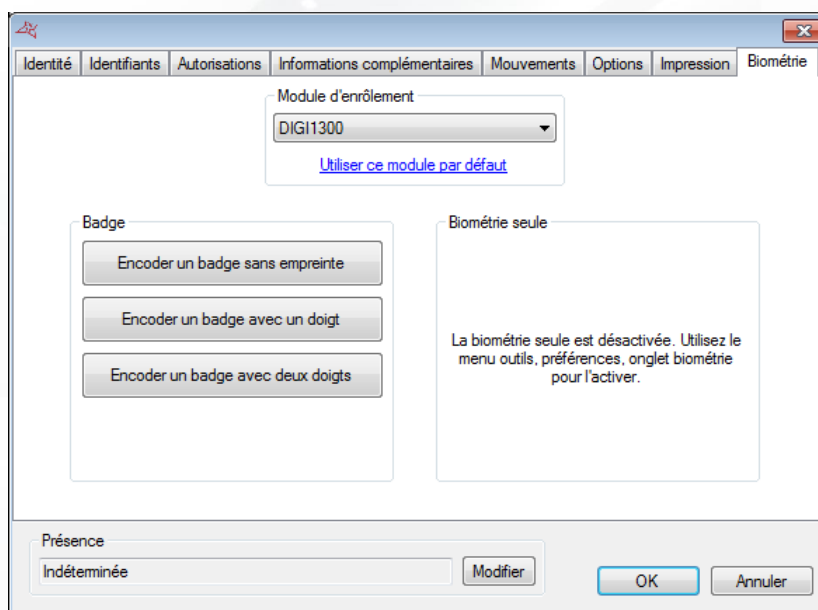 Identité
Identifiants
Autorisations
Informations complémentaires
Mouvements
Options
Impression
Biométrie
Module d'enrôlement
DIGI1300
Utiliser ce module par défaut
Badge
Encoder un badge sans empreinte
Encoder un badge avec un doigt
Encoder un badge avec deux doigts
Biométrie seule
La biométrie seule est désactivée. Utilisez le
menu outils, préférences, onglet biométrie
pour l'activer.
Présence
Indéterminée
Modifier
OK
Annuler